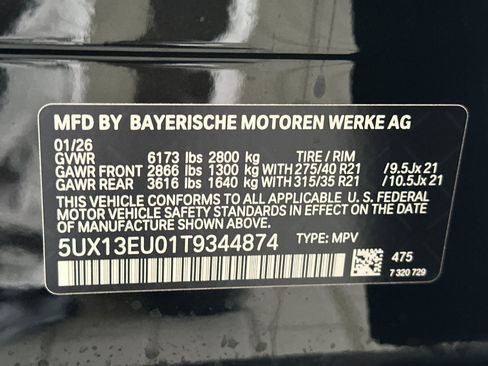 MFD BY BAYERISCHE MOTOREN WERKE AG
01/26
GVWR 6173 lbs 2800 kg TIRE / RIM
GAWR FRONT 2866 lbs 1300 kg WITH 275/40 R21 /9.5Jx21
GAWR REAR 3616 lbs 1640 kg WITH 315/35 R21 /10.5Jx21
THIS VEHICLE CONFORMS TO ALL APPLICABLE U.S. FEDERAL
MOTOR VEHICLE SAFETY STANDARDS IN EFFECT
ON THE DATE OF MANUFACTURE SHOWN ABOVE.
5UX13EU01T9344874 TYPE: MPV
475
7 320 729